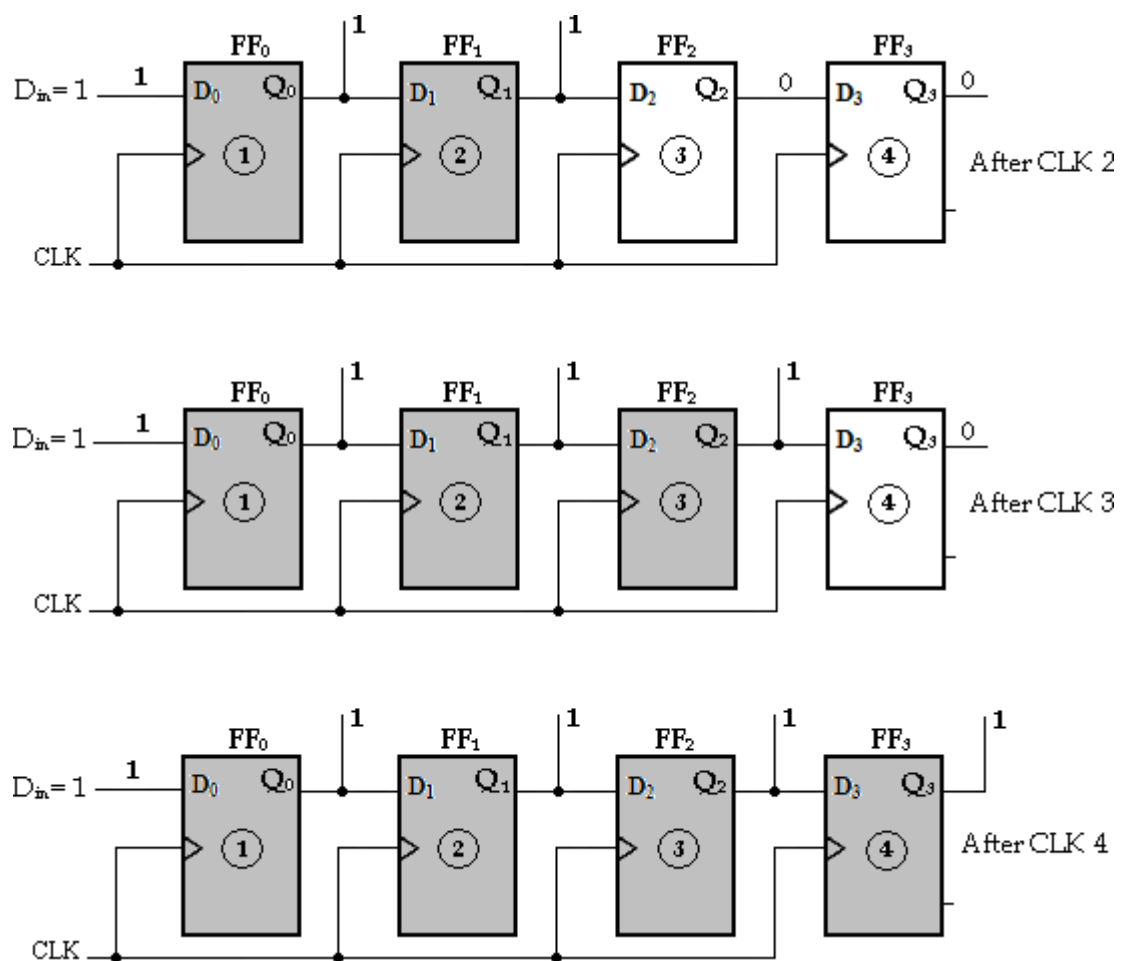 1 1
FF₀ FF₁ FF₂ FF₃
Dᵢₙ= 1 1 D₀ Q₀ D₁ Q₁ D₂ Q₂ 0 D₃ Q₃ 0
1 2 3 4 After CLK 2
CLK
1 1 1
FF₀ FF₁ FF₂ FF₃
Dᵢₙ= 1 1 D₀ Q₀ D₁ Q₁ D₂ Q₂ D₃ Q₃ 0
1 2 3 4 After CLK 3
CLK
1 1 1 1
FF₀ FF₁ FF₂ FF₃
Dᵢₙ= 1 1 D₀ Q₀ D₁ Q₁ D₂ Q₂ D₃ Q₃
1 2 3 4 After CLK 4
CLK